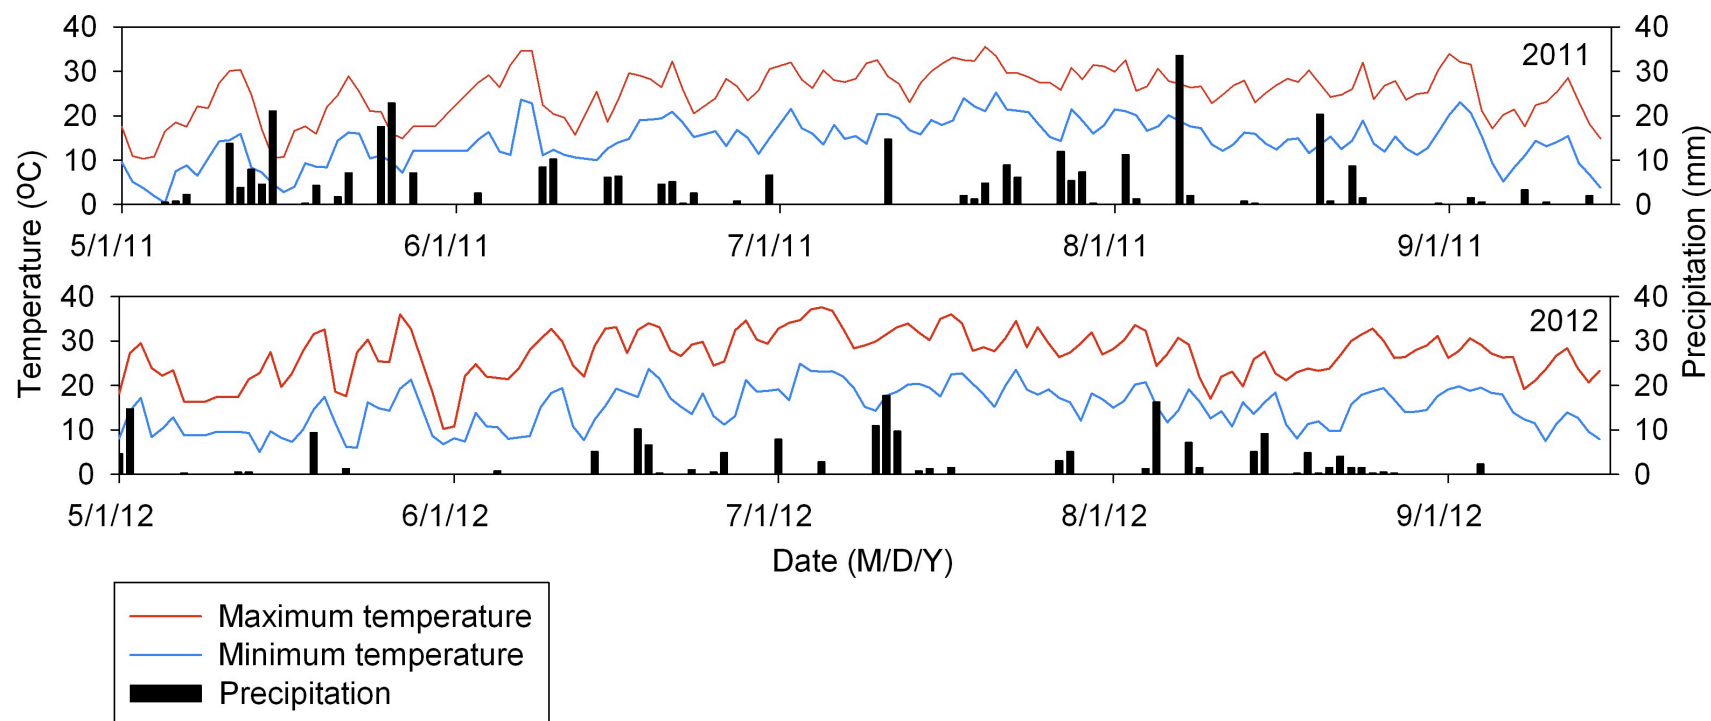 40 40
2011
30 30
20 20
10 10
0 0
5/1/11 6/1/11 7/1/11 8/1/11 9/1/11
Temperature (ºC)
Precipitation (mm)
40 40
2012
30 30
20 20
10 10
0 0
5/1/12 6/1/12 7/1/12 8/1/12 9/1/12
Date (M/D/Y)
Maximum temperature
Minimum temperature
Precipitation